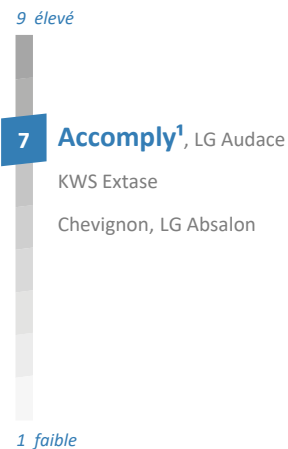 9 élevé
7 Accomply¹, LG Audace
KWS Extase
Chevignon, LG Absalon
1 faible